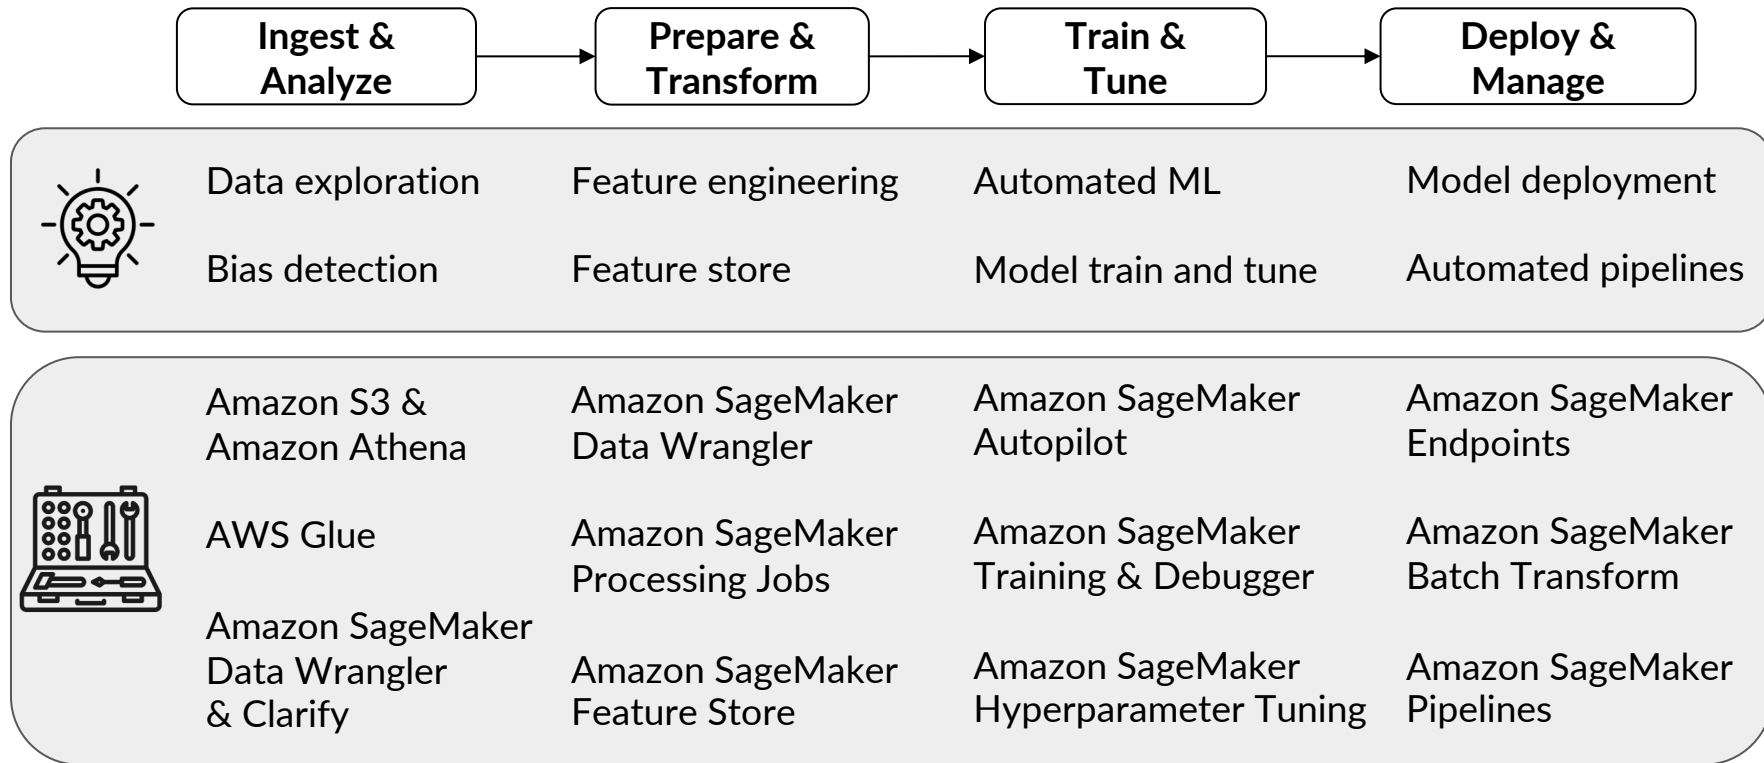 Ingest &
Analyze
Prepare &
Transform
Train &
Tune
Deploy &
Manage
Data exploration
Bias detection
Feature engineering
Feature store
Automated ML
Model train and tune
Model deployment
Automated pipelines
Amazon S3 &
Amazon Athena
AWS Glue
Amazon SageMaker
Data Wrangler
& Clarify
Amazon SageMaker
Data Wrangler
Amazon SageMaker
Processing Jobs
Amazon SageMaker
Feature Store
Amazon SageMaker
Autopilot
Amazon SageMaker
Training & Debugger
Amazon SageMaker
Hyperparameter Tuning
Amazon SageMaker
Endpoints
Amazon SageMaker
Batch Transform
Amazon SageMaker
Pipelines